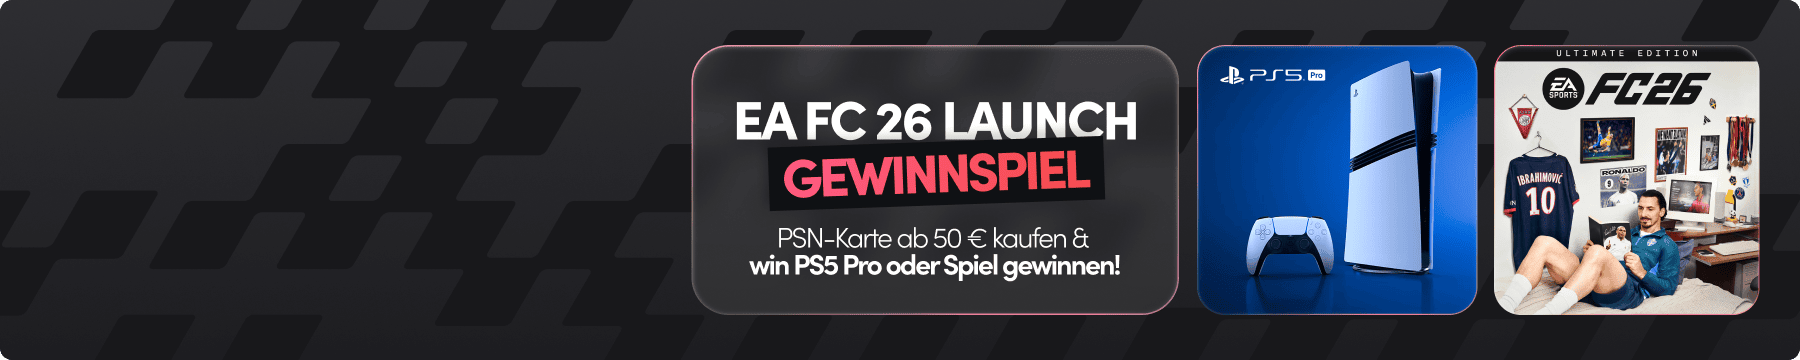 EA FC 26 LAUNCH
GEWINNSPIEL
PSN-Karte ab 50 € kaufen &
win PS5 Pro oder Spiel gewinnen!
PS5 Pro
ULTIMATE EDITION
EA SPORTS
FC26
IBRAHIMOVIĆ
10
RONALDO